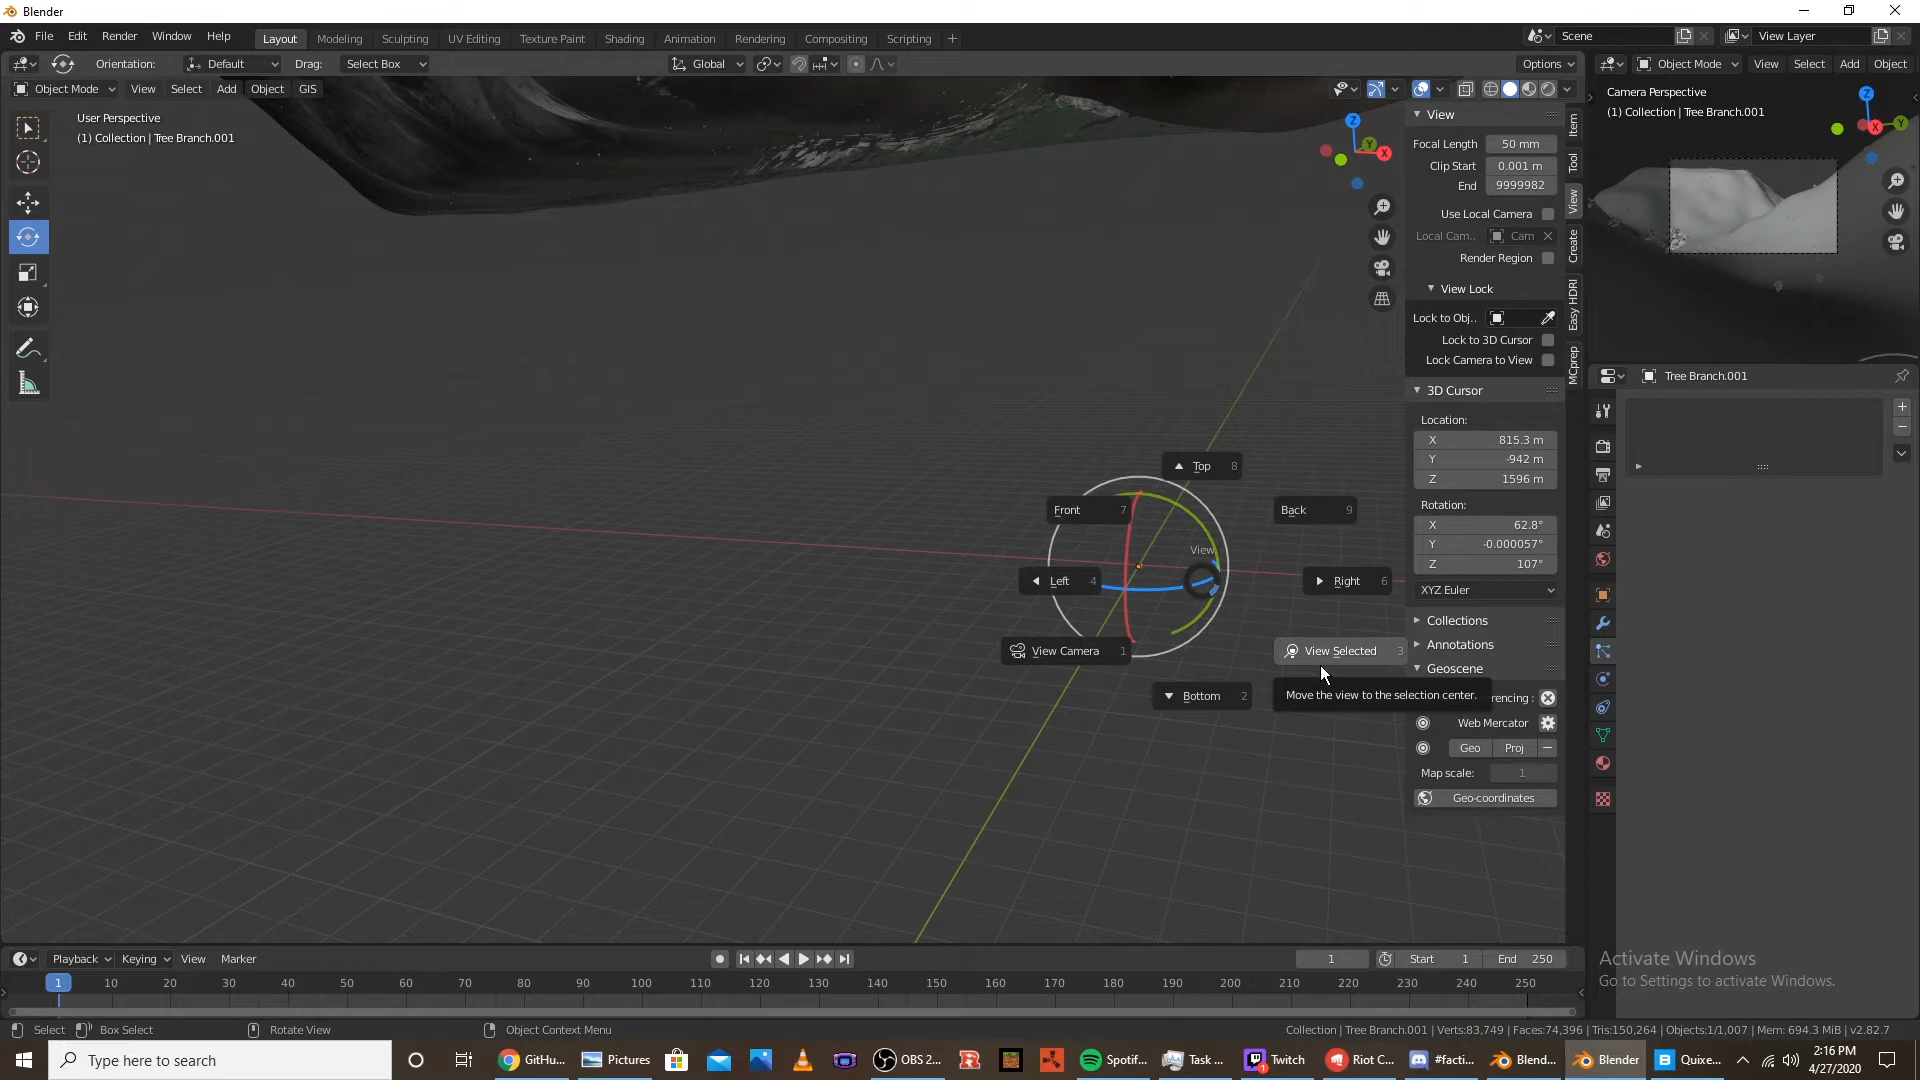 Blender
File Edit Render Window Help
Layout Modeling Sculpting UV Editing Texture Paint Shading Animation Rendering Compositing Scripting +
Scene View Layer
Orientation: Default Drag: Select Box Global Options
Object Mode View Select Add Object
Object Mode View Select Add Object GIS
User Perspective
(1) Collection | Tree Branch.001
Camera Perspective
(1) Collection | Tree Branch.001
Z Y X
Z Y X
View
Focal Length 50 mm
Clip Start 0.001 m
End 9999982
Use Local Camera
Local Cam.. Cam
Render Region
View Lock
Lock to Obj..
Lock to 3D Cursor
Lock Camera to View
3D Cursor
Location:
X 815.3 m
Y -942 m
Z 1596 m
Rotation:
X 62.8°
Y -0.000057°
Z 107°
XYZ Euler
Collections
Annotations
Geoscene
rencing :
Web Mercator
Geo Proj
Map scale: 1
Geo-coordinates
Item
Tool
View
Create
Easy HDRI
MCprep
Tree Branch.001
Top 8
Front 7
Back 9
View
Left 4
Right 6
View Camera 1
View Selected 3
Bottom 2
Move the view to the selection center.
Playback Keying View Marker
1 Start 1 End 250
1 10 20 30 40 50 60 70 80 90 100 110 120 130 140 150 160 170 180 190 200 210 220 230 240 250
Activate Windows
Go to Settings to activate Windows.
Select Box Select Rotate View Object Context Menu
Collection | Tree Branch.001 | Verts:83,749 | Faces:74,396 | Tris:150,264 | Objects:1/1,007 | Mem: 694.3 MiB | v2.82.7
Type here to search
GitHu... Pictures OBS 2... Spotif... Task ... Twitch Riot C... #facti... Blend... Blender Quixe...
2:16 PM
4/27/2020